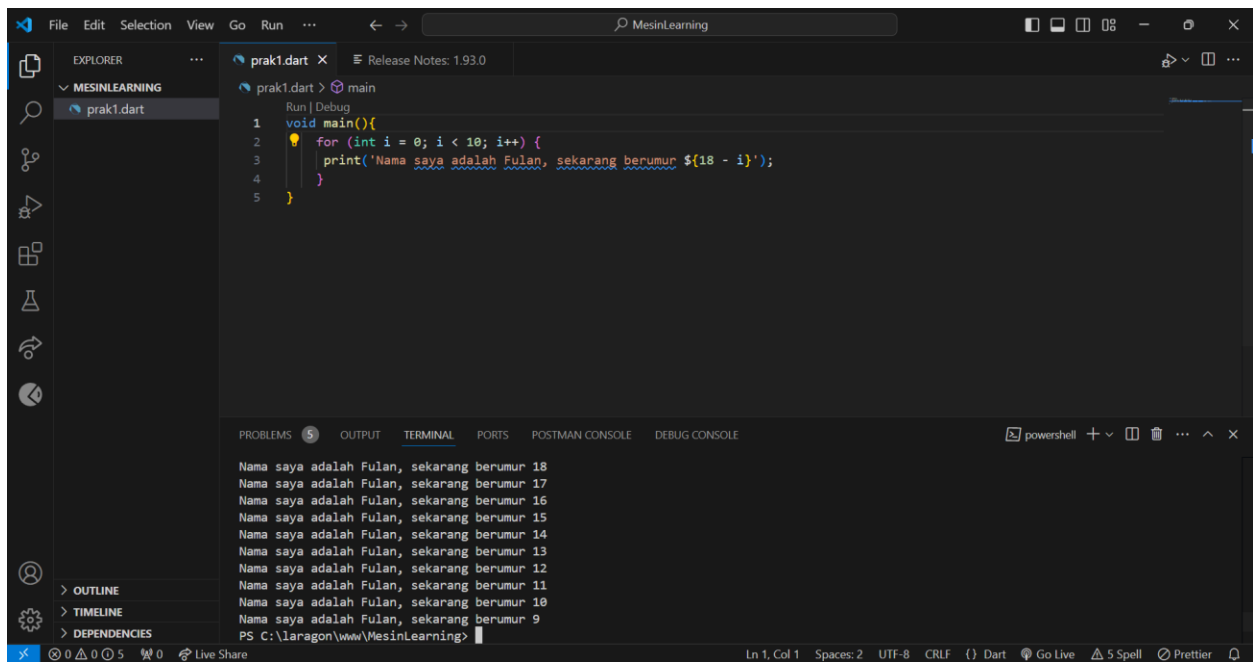 File Edit Selection View Go Run ··· ← → MesinLearning
EXPLORER ···
MESINLEARNING
prak1.dart
OUTLINE
TIMELINE
DEPENDENCIES
prak1.dart × Release Notes: 1.93.0
prak1.dart > main
Run | Debug
1 void main(){
2 for (int i = 0; i < 10; i++) {
3 print('Nama saya adalah Fulan, sekarang berumur ${18 - i}');
4 }
5 }
PROBLEMS 5 OUTPUT TERMINAL PORTS POSTMAN CONSOLE DEBUG CONSOLE powershell
Nama saya adalah Fulan, sekarang berumur 18
Nama saya adalah Fulan, sekarang berumur 17
Nama saya adalah Fulan, sekarang berumur 16
Nama saya adalah Fulan, sekarang berumur 15
Nama saya adalah Fulan, sekarang berumur 14
Nama saya adalah Fulan, sekarang berumur 13
Nama saya adalah Fulan, sekarang berumur 12
Nama saya adalah Fulan, sekarang berumur 11
Nama saya adalah Fulan, sekarang berumur 10
Nama saya adalah Fulan, sekarang berumur 9
PS C:\laragon\www\MesinLearning>
0 0 5 0 Live Share Ln 1, Col 1 Spaces: 2 UTF-8 CRLF {} Dart Go Live 5 Spell Prettier